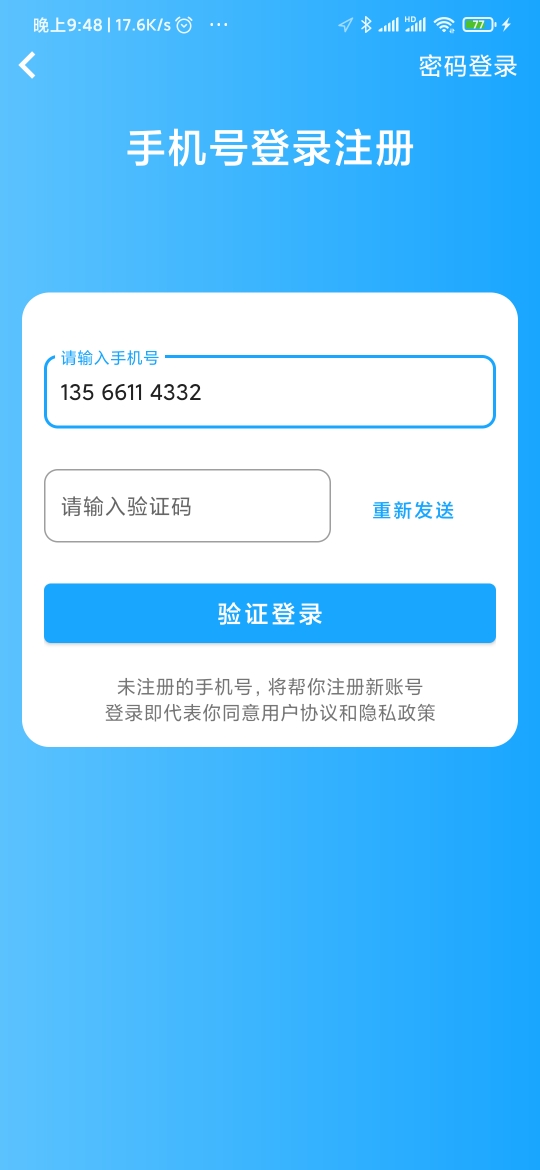 晚上9:48 | 17.6K/s ...
HD 77
密码登录
手机号登录注册
请输入手机号
135 6611 4332
请输入验证码
重新发送
验证登录
未注册的手机号，将帮你注册新账号
登录即代表你同意用户协议和隐私政策